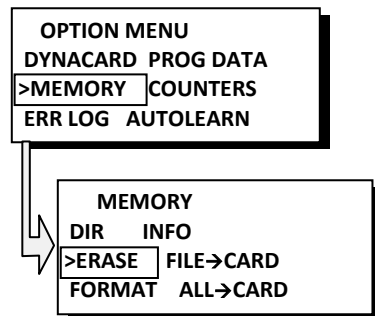 OPTION MENU
DYNACARD PROG DATA
>MEMORY COUNTERS
ERR LOG AUTOLEARN
MEMORY
DIR INFO
>ERASE FILE→CARD
FORMAT ALL→CARD